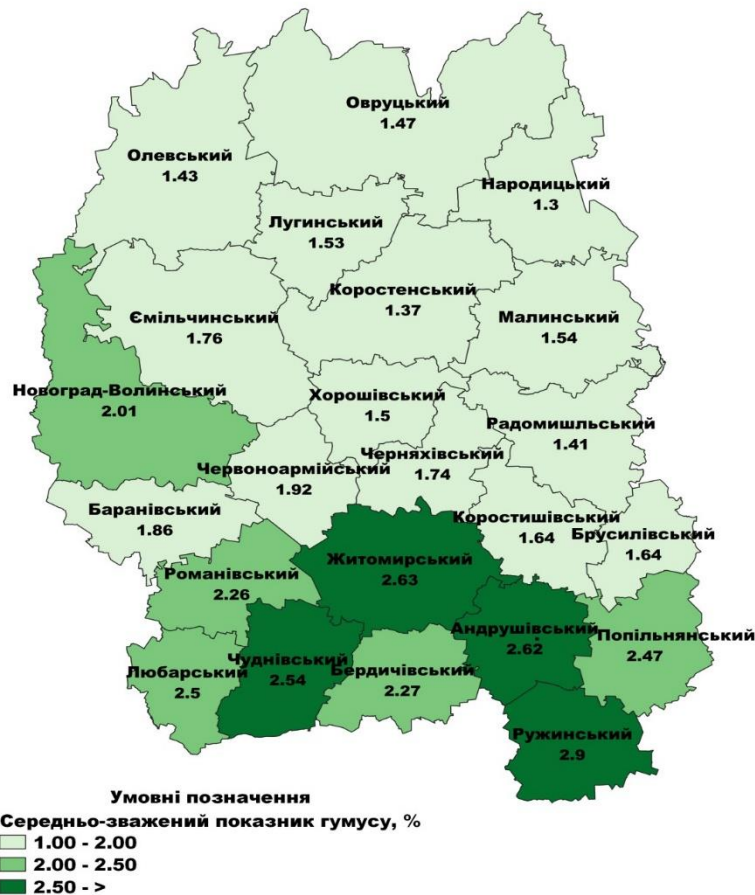 Овруцький
1.47
Олевський
1.43
Народицький
1.3
Лугинський
1.53
Коростенський
1.37
Ємільчинський
1.76
Малинський
1.54
Новоград-Волинський
2.01
Хорошівський
1.5
Радомишльський
1.41
Черняхівський
1.74
Червоноармійський
1.92
Баранівський
1.86
Коростишівський
1.64
Брусилівський
1.64
Житомирський
2.63
Романівський
2.26
Андрушівський
2.62
Попільнянський
2.47
Чуднівський
2.54
Любарський
2.5
Бердичівський
2.27
Ружинський
2.9
Умовні позначення
Середньо-зважений показник гумусу, %
1.00 - 2.00
2.00 - 2.50
2.50 - >